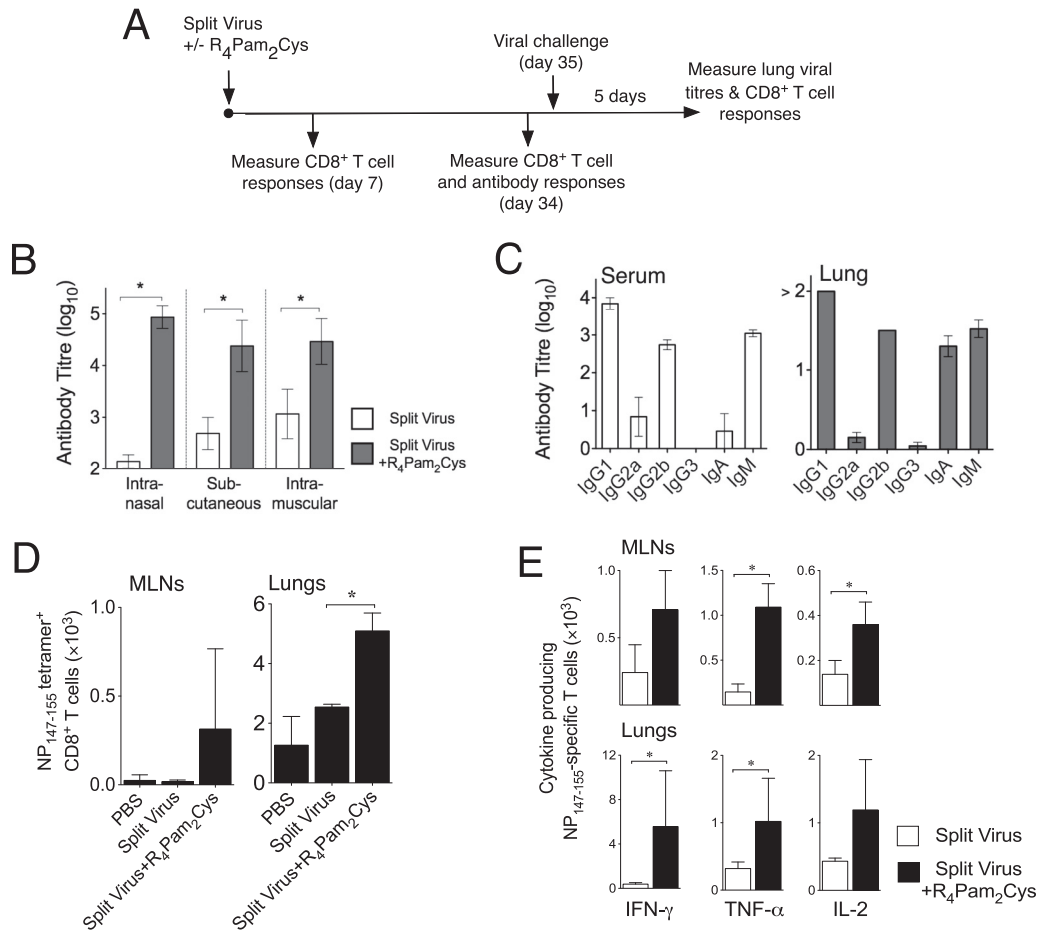 A
Split Virus
+/- R4Pam2Cys
Viral challenge
(day 35)
5 days
Measure lung viral
titres & CD8+ T cell
responses
Measure CD8+ T cell
responses (day 7)
Measure CD8+ T cell
and antibody responses
(day 34)
B
Antibody Titre (log10)
5
4
3
2
*
*
*
Intra-
nasal
Sub-
cutaneous
Intra-
muscular
Split Virus
Split Virus
+R4Pam2Cys
C
Serum
Antibody Titre (log10)
4
3
2
1
0
IgG1
IgG2a
IgG2b
IgG3
IgA
IgM
Lung
> 2
1
0
IgG1
IgG2a
IgG2b
IgG3
IgA
IgM
D
MLNs
NP147-155 tetramer+
CD8+ T cells (×103)
1.0
0.5
0.0
PBS
Split Virus
Split Virus+R4Pam2Cys
Lungs
6
4
2
0
*
PBS
Split Virus
Split Virus+R4Pam2Cys
E
Cytokine producing
NP147-155-specific T cells (×103)
MLNs
1.0
0.5
1.5
1.0
0.5
*
0.6
0.4
0.2
*
Lungs
12
8
4
0
*
IFN-γ
2
1
0
*
TNF-α
2
1
0
IL-2
Split Virus
Split Virus
+R4Pam2Cys